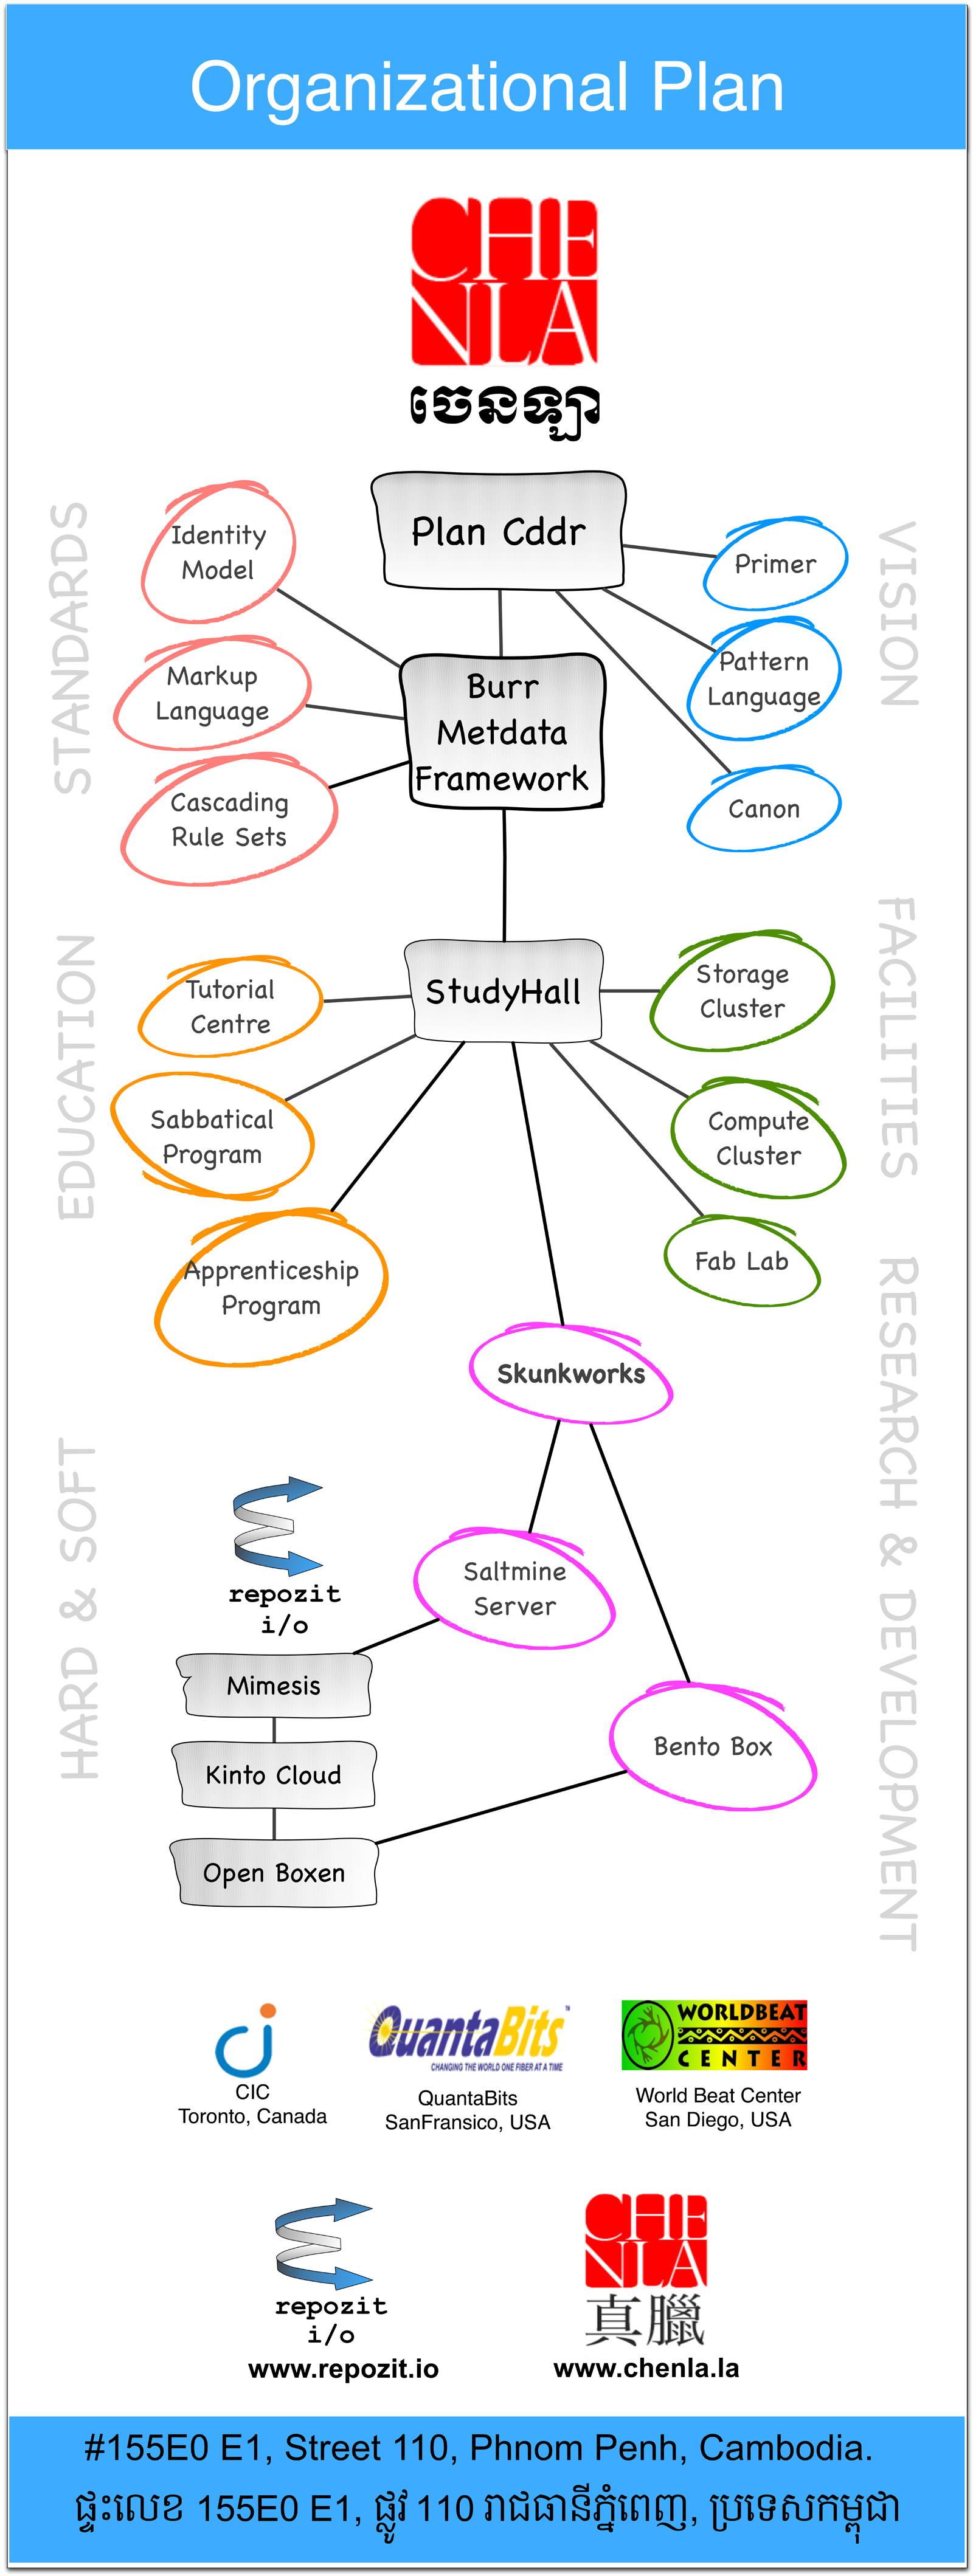 Organizational Plan
CHE
NLA
ចេនឡា
STANDARDS
VISION
Plan Cddr
Identity
Model
Primer
Markup
Language
Burr
Metdata
Framework
Pattern
Language
Cascading
Rule Sets
Canon
EDUCATION
FACILITIES
Tutorial
Centre
StudyHall
Storage
Cluster
Sabbatical
Program
Compute
Cluster
Apprenticeship
Program
Fab Lab
RESEARCH & DEVELOPMENT
Skunkworks
HARD & SOFT
repozit
i/o
Saltmine
Server
Mimesis
Kinto Cloud
Bento Box
Open Boxen
ci
CIC
Toronto, Canada
QuantaBits™
CHANGING THE WORLD ONE FIBER AT A TIME
QuantaBits
SanFransico, USA
WORLDBEAT
CENTER
World Beat Center
San Diego, USA
repozit
i/o
www.repozit.io
CHE
NLA
真臘
www.chenla.la
#155E0 E1, Street 110, Phnom Penh, Cambodia.
ផ្ទះលេខ 155E0 E1, ផ្លូវ 110 រាជធានីភ្នំពេញ, ប្រទេសកម្ពុជា